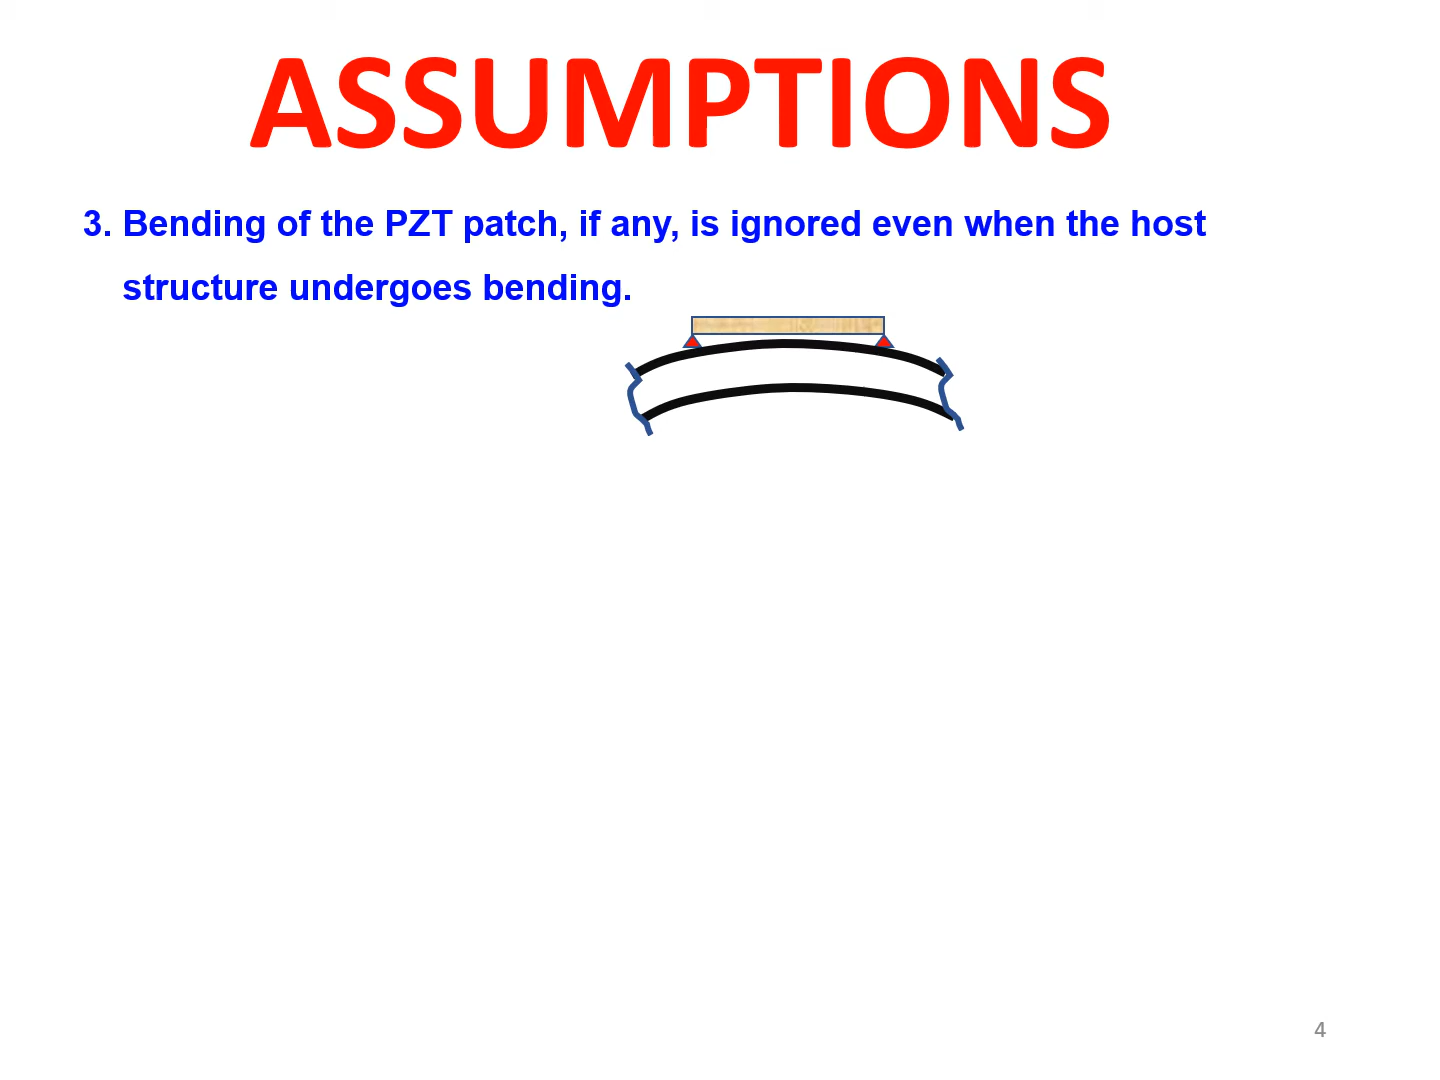 ASSUMPTIONS
3. Bending of the PZT patch, if any, is ignored even when the host
structure undergoes bending.
4